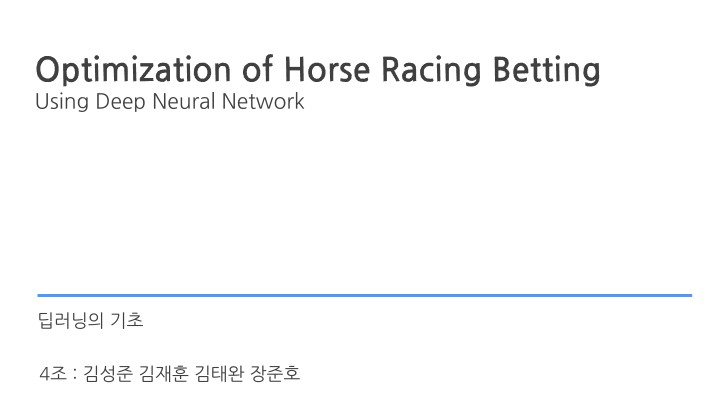 Optimization of Horse Racing Betting
Using Deep Neural Network
딥러닝의 기초
4조 : 김성준 김재훈 김태완 장준호